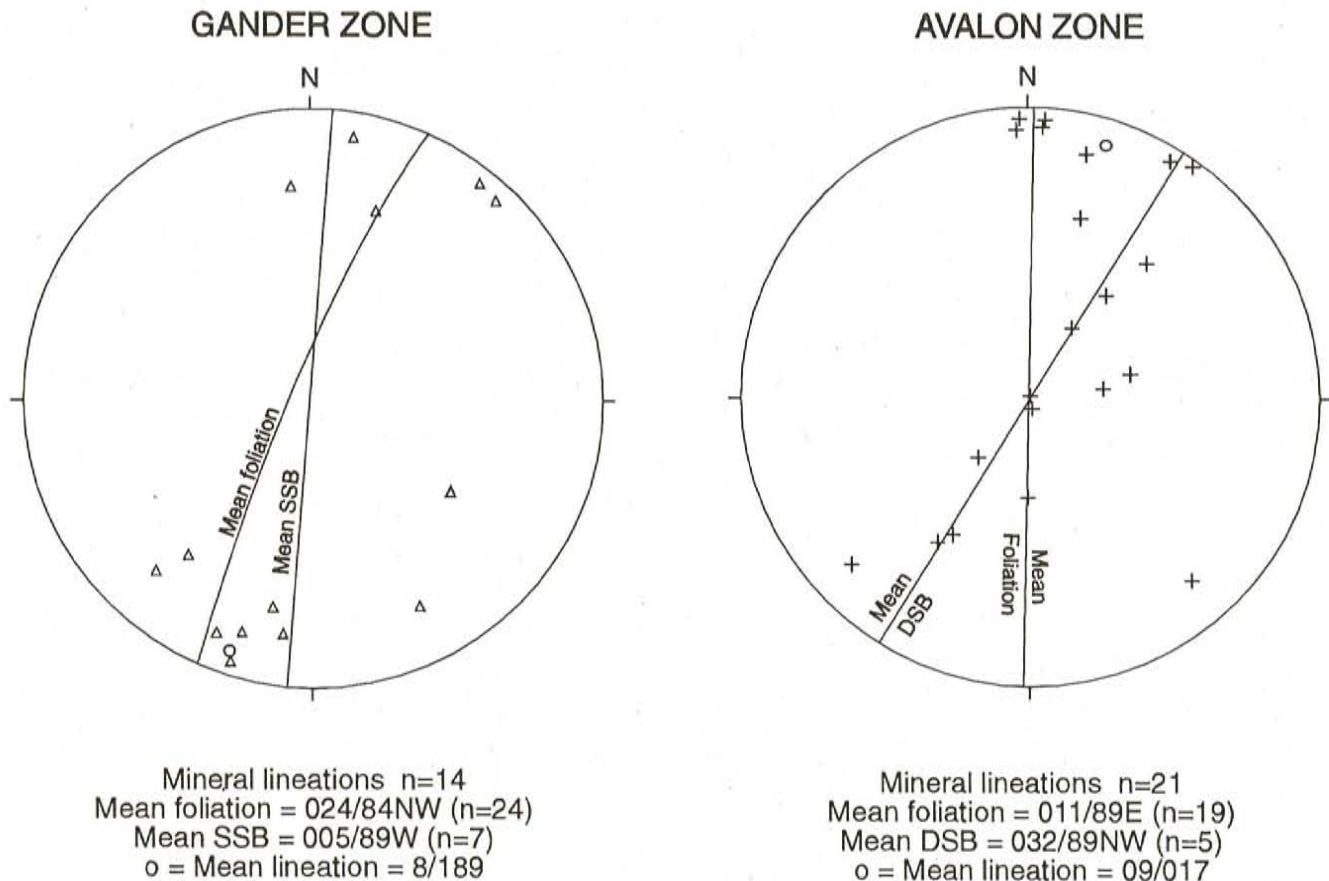 GANDER ZONE
N
Mean foliation
Mean SSB
Mineral lineations n=14
Mean foliation = 024/84NW (n=24)
Mean SSB = 005/89W (n=7)
o = Mean lineation = 8/189
AVALON ZONE
N
Mean
DSB
Mean
Foliation
Mineral lineations n=21
Mean foliation = 011/89E (n=19)
Mean DSB = 032/89NW (n=5)
o = Mean lineation = 09/017